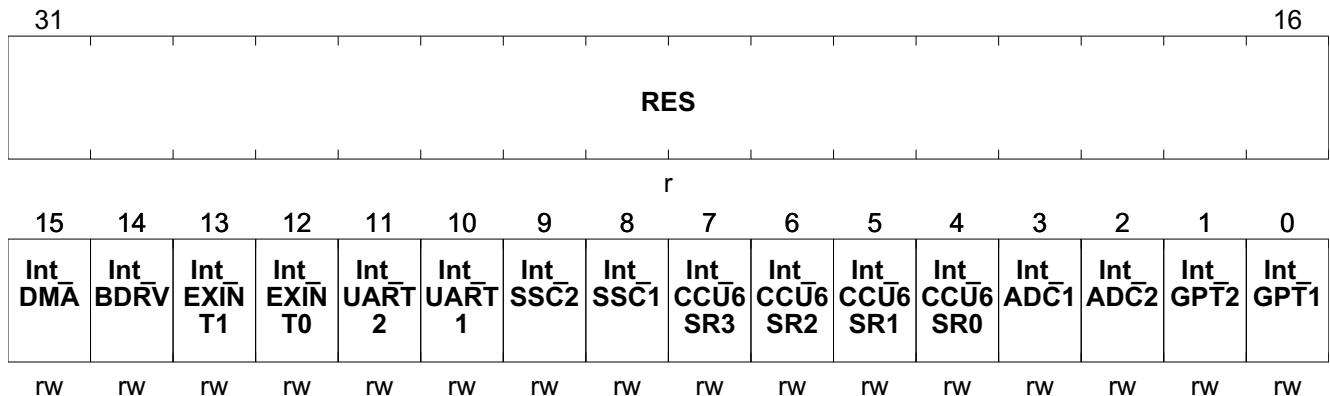 31 16
RES
r
15 14 13 12 11 10 9 8 7 6 5 4 3 2 1 0
Int_ Int_ Int_ Int_ Int_ Int_ Int_ Int_ Int_ Int_ Int_ Int_ Int_ Int_ Int_ Int_
DMA BDRV EXIN EXIN UART UART SSC2 SSC1 CCU6 CCU6 CCU6 CCU6 ADC1 ADC2 GPT2 GPT1
T1 T0 2 1 SR3 SR2 SR1 SR0
rw rw rw rw rw rw rw rw rw rw rw rw rw rw rw rw